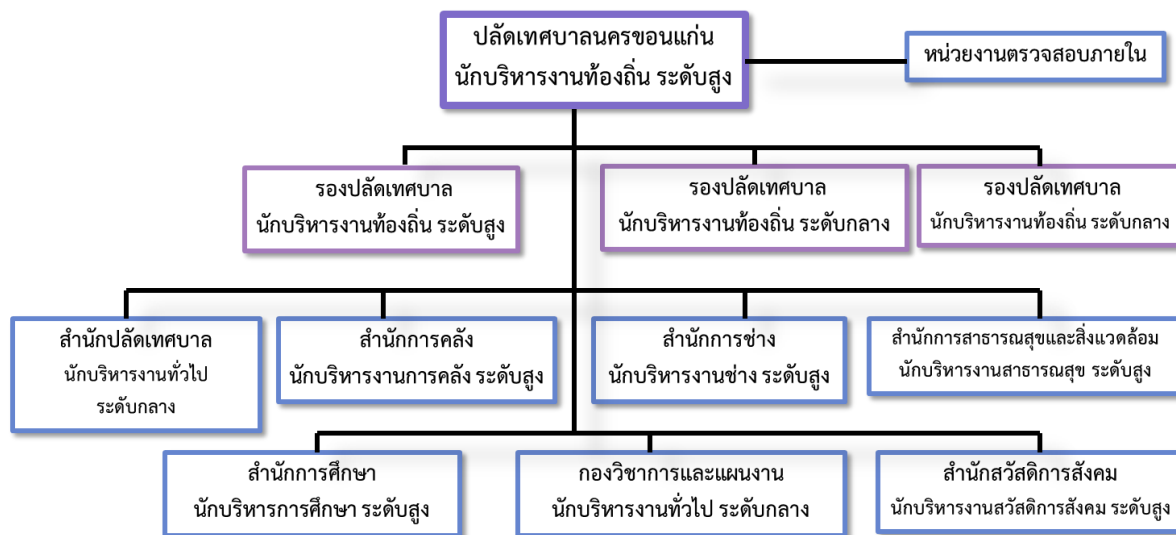 ปลัดเทศบาลนครขอนแก่น
นักบริหารงานท้องถิ่น ระดับสูง
หน่วยงานตรวจสอบภายใน
รองปลัดเทศบาล
นักบริหารงานท้องถิ่น ระดับสูง
รองปลัดเทศบาล
นักบริหารงานท้องถิ่น ระดับกลาง
รองปลัดเทศบาล
นักบริหารงานท้องถิ่น ระดับกลาง
สำนักปลัดเทศบาล
นักบริหารงานทั่วไป
ระดับกลาง
สำนักการคลัง
นักบริหารงานการคลัง ระดับสูง
สำนักการช่าง
นักบริหารงานช่าง ระดับสูง
สำนักการสาธารณสุขและสิ่งแวดล้อม
นักบริหารงานสาธารณสุข ระดับสูง
สำนักการศึกษา
นักบริหารการศึกษา ระดับสูง
กองวิชาการและแผนงาน
นักบริหารงานทั่วไป ระดับกลาง
สำนักสวัสดิการสังคม
นักบริหารงานสวัสดิการสังคม ระดับสูง